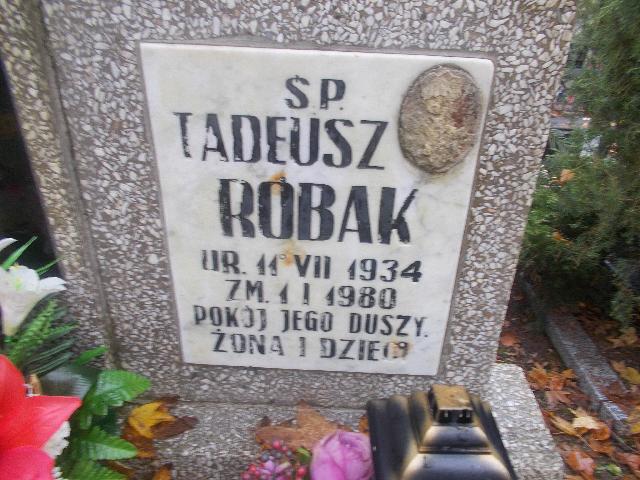 S.P.
TADEUSZ
ROBAK
UR. 11 VII 1934
ZM. 1 I 1980
POKÓJ JEGO DUSZY.
ŻONA I DZIECI